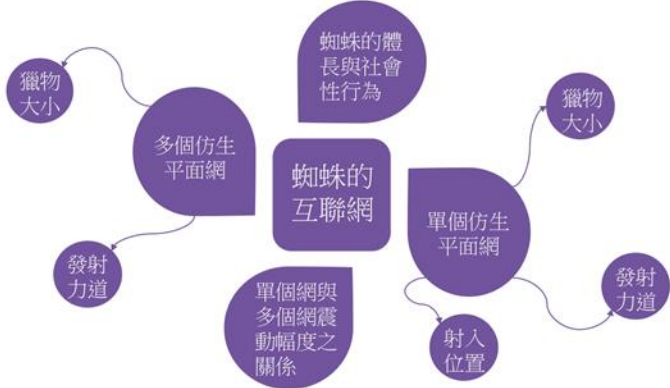 蜘蛛的體
長與社會
性行為
獵物
大小
多個仿生
平面網
發射
力道
蜘蛛的
互聯網
獵物
大小
單個仿生
平面網
發射
力道
射入
位置
單個網與
多個網震
動幅度之
關係